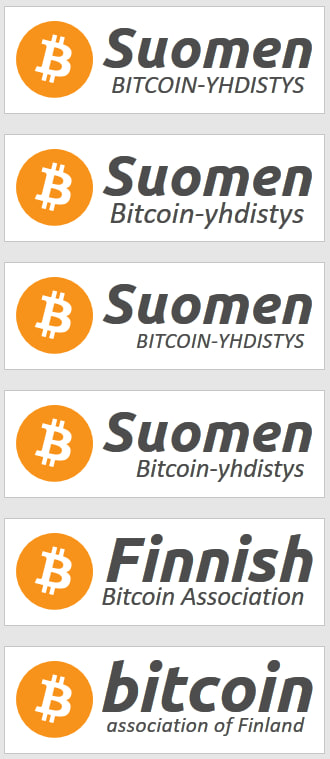 Suomen
BITCOIN-YHDISTYS
Suomen
Bitcoin-yhdistys
Suomen
BITCOIN-YHDISTYS
Suomen
Bitcoin-yhdistys
Finnish
Bitcoin Association
bitcoin
association of Finland